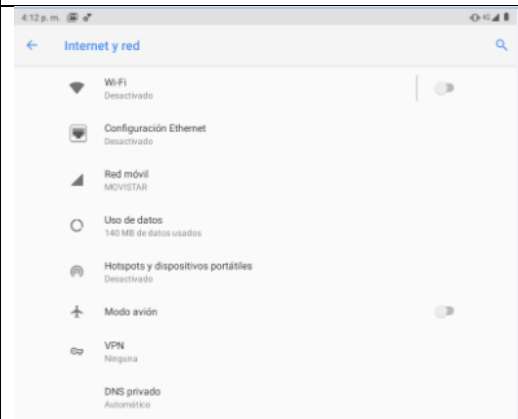 4:12 p. m.
4G
Internet y red
Wi-Fi
Desactivado
Configuración Ethernet
Desactivado
Red móvil
MOVISTAR
Uso de datos
140 MB de datos usados
Hotspots y dispositivos portátiles
Desactivado
Modo avión
VPN
Ninguna
DNS privado
Automático